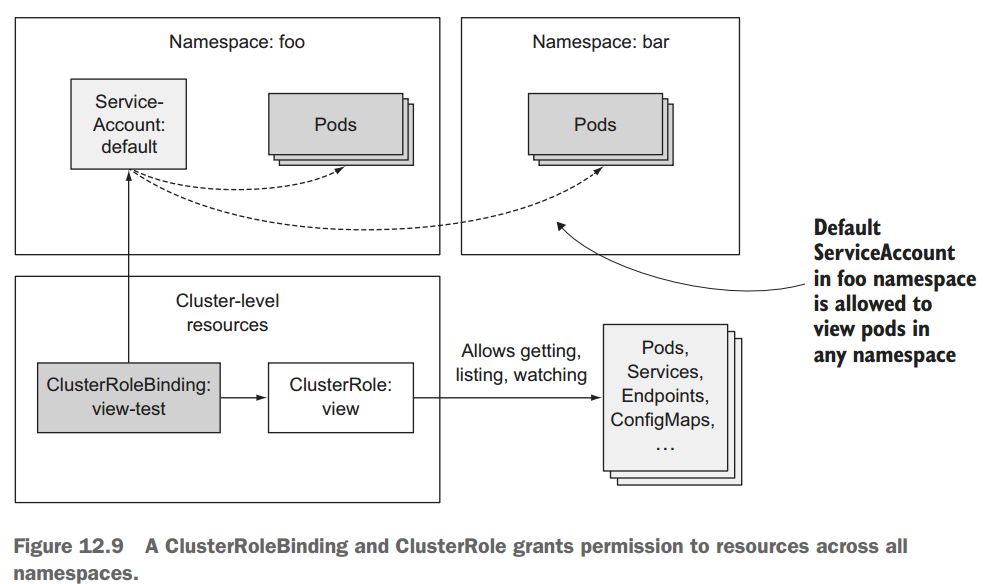 Namespace: foo
Namespace: bar
Service-
Account:
default
Pods
Pods
Default
ServiceAccount
in foo namespace
is allowed to
view pods in
any namespace
Cluster-level
resources
ClusterRoleBinding:
view-test
ClusterRole:
view
Allows getting,
listing, watching
Pods,
Services,
Endpoints,
ConfigMaps,
...
Figure 12.9 A ClusterRoleBinding and ClusterRole grants permission to resources across all
namespaces.